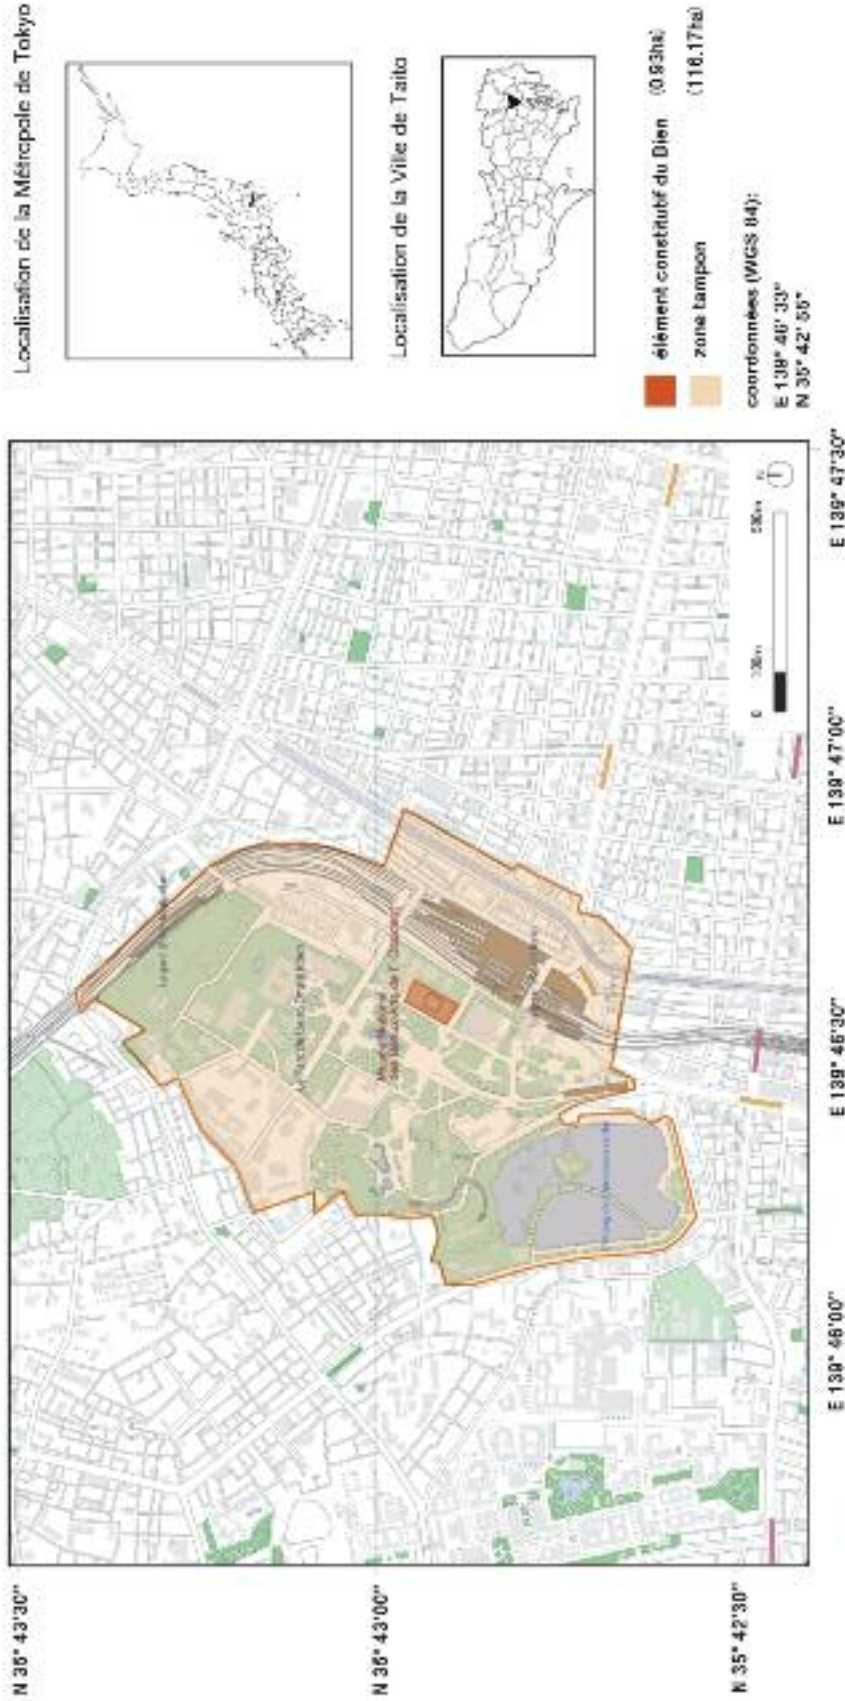 Localisation de la Métropole de Tokyo
Localisation de la Ville de Taito
élément constitutif du Bien (0.93ha)
zone tampon (116.17ha)
coordonnées (WGS 84):
E 139° 46' 33"
N 35° 42' 55"
N 35° 43'30"
N 35° 43'00"
N 35° 42'30"
E 139° 46'00"
E 139° 46'30"
E 139° 47'00"
E 139° 47'30"
0 100m 500m
N